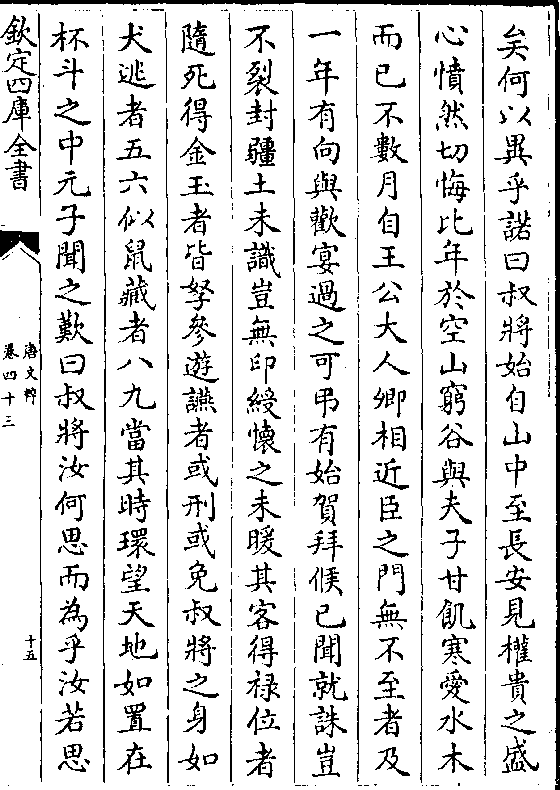 矣何以異乎諾曰叔將始自山中至長安見權貴之盛
心憤然切悔比年於空山窮谷與夫子甘飢寒愛水木
而已不數月自王公大人卿相近臣之門無不至者及
一年有向與歡宴過之可弔有始賀拜候已聞就誅豈
不裂封疆土未識豈無印綬懷之未暖其客得祿位者
隨死得金玉者皆孥參遊讌者或刑或免叔將之身如
犬逃者五六似鼠藏者八九當其時環望天地如置在
杯斗之中元子聞之歎曰叔將汝何思而為乎汝若思
欽定四庫全書
唐文粹
卷四十三
十五